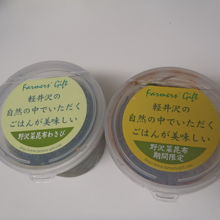 Farmers' Gift
軽井沢の
自然の中でいただく
ごはんが美味しい
野沢菜昆布わさび
Farmers' Gift
軽井沢の
自然の中でいただく
ごはんが美味しい
野沢菜昆布
期間限定